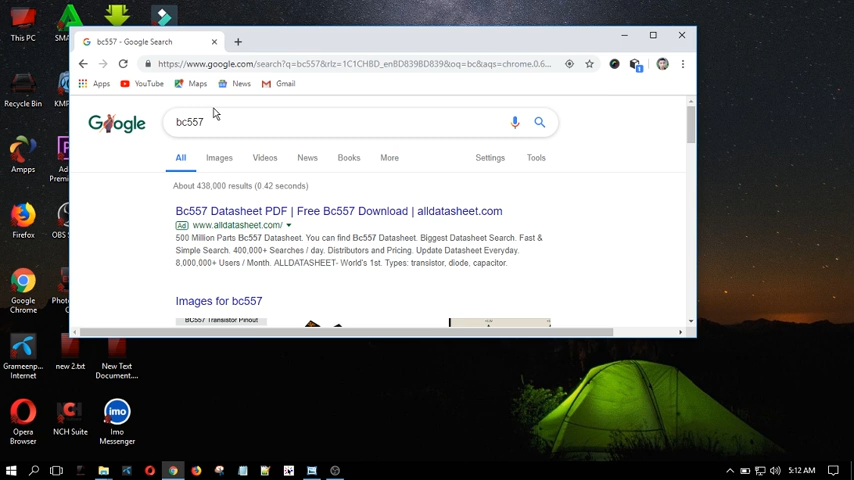 This PC
SMA
Recycle Bin
KMP
Ampps
Ad
Firefox
OBS S
Google
Chrome
Photo
Grameenp...
Internet
new 2.txt
New Text
Document....
Opera
Browser
NCH Suite
imo
Imo
Messenger
bc557 - Google Search
https://www.google.com/search?q=bc557&rlz=1C1CHBD_enBD839BD839&oq=bc&aqs=chrome.0.6...
Apps
YouTube
Maps
News
Gmail
Google
bc557
All
Images
Videos
News
Books
More
Settings
Tools
About 438,000 results (0.42 seconds)
Bc557 Datasheet PDF | Free Bc557 Download | alldatasheet.com
Ad www.alldatasheet.com/
500 Million Parts Bc557 Datasheet. You can find Bc557 Datasheet. Biggest Datasheet Search. Fast &
Simple Search. 400,000+ Searches / day. Distributors and Pricing. Update Datasheet Everyday.
8,000,000+ Users / Month. ALLDATASHEET- World's 1st. Types: transistor, diode, capacitor.
Images for bc557
BC557 Transistor Pinout
5:12 AM